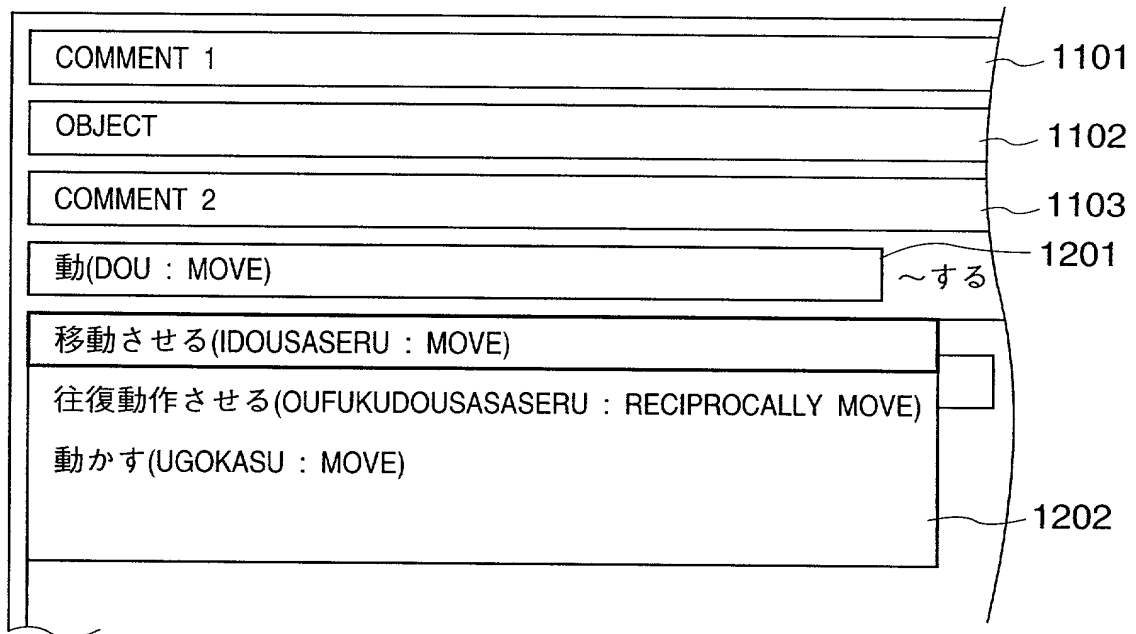 COMMENT 1 1101
OBJECT 1102
COMMENT 2 1103
動(DOU : MOVE) ～する 1201
移動させる(IDOUSASERU : MOVE)
往復動作させる(OUFUKUDOUSASASERU : RECIPROCALLY MOVE)
動かす(UGOKASU : MOVE)
1202